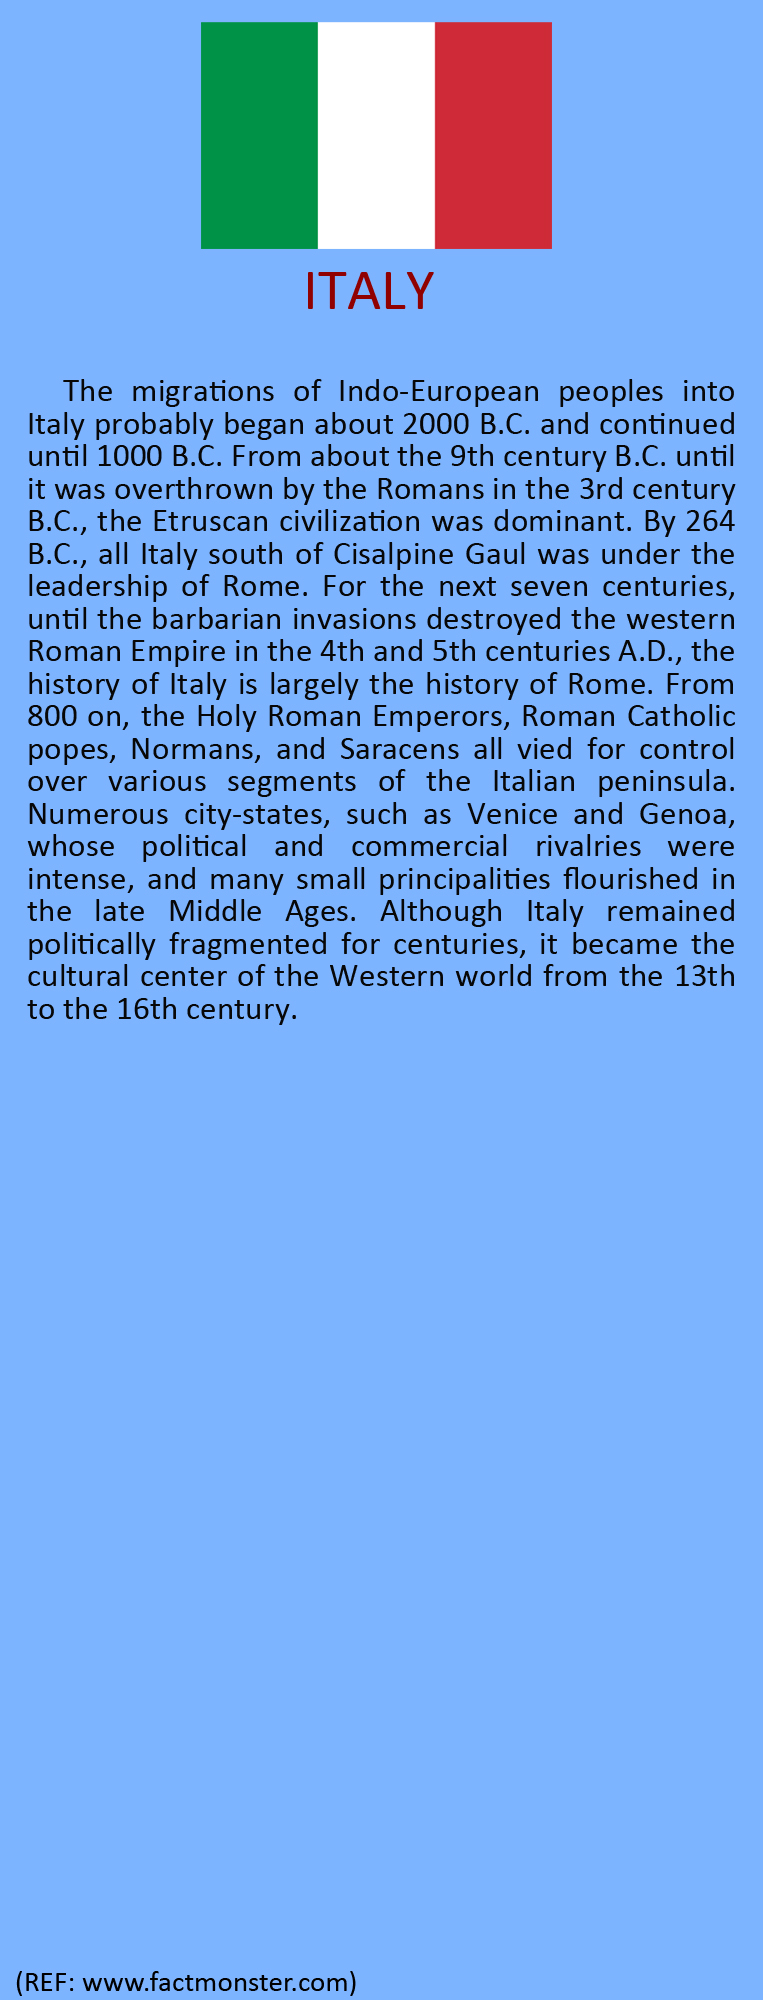 ITALY
The migrations of Indo-European peoples into
Italy probably began about 2000 B.C. and continued
until 1000 B.C. From about the 9th century B.C. until
it was overthrown by the Romans in the 3rd century
B.C., the Etruscan civilization was dominant. By 264
B.C., all Italy south of Cisalpine Gaul was under the
leadership of Rome. For the next seven centuries,
until the barbarian invasions destroyed the western
Roman Empire in the 4th and 5th centuries A.D., the
history of Italy is largely the history of Rome. From
800 on, the Holy Roman Emperors, Roman Catholic
popes, Normans, and Saracens all vied for control
over various segments of the Italian peninsula.
Numerous city-states, such as Venice and Genoa,
whose political and commercial rivalries were
intense, and many small principalities flourished in
the late Middle Ages. Although Italy remained
politically fragmented for centuries, it became the
cultural center of the Western world from the 13th
to the 16th century.
(REF: www.factmonster.com)